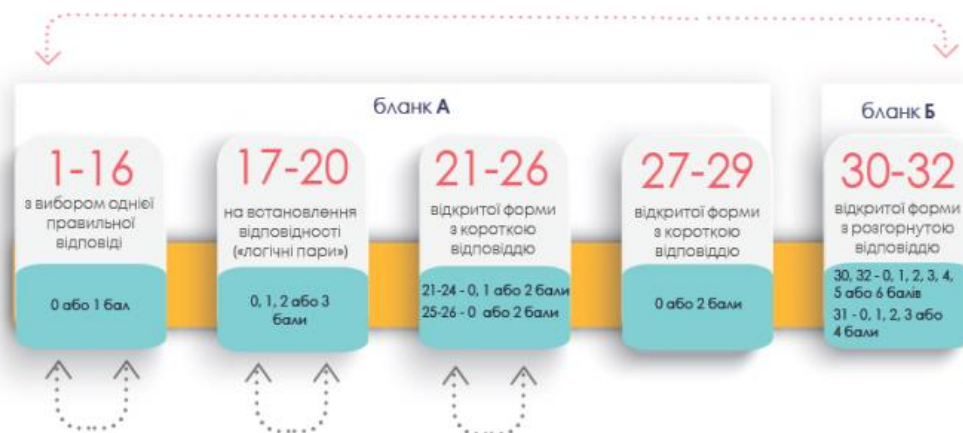 бланк А
бланк Б
1-16
з вибором однієї
правильної
відповіді
0 або 1 бал
17-20
на встановлення
відповідності
(«логічні пари»)
0, 1, 2 або 3
бали
21-26
відкритої форми
з короткою
відповіддю
21-24 - 0, 1 або 2 бали
25-26 - 0 або 2 бали
27-29
відкритої форми
з короткою
відповіддю
0 або 2 бали
30-32
відкритої форми
з розгорнутою
відповіддю
30, 32 - 0, 1, 2, 3, 4,
5 або 6 балів
31 - 0, 1, 2, 3 або
4 бали